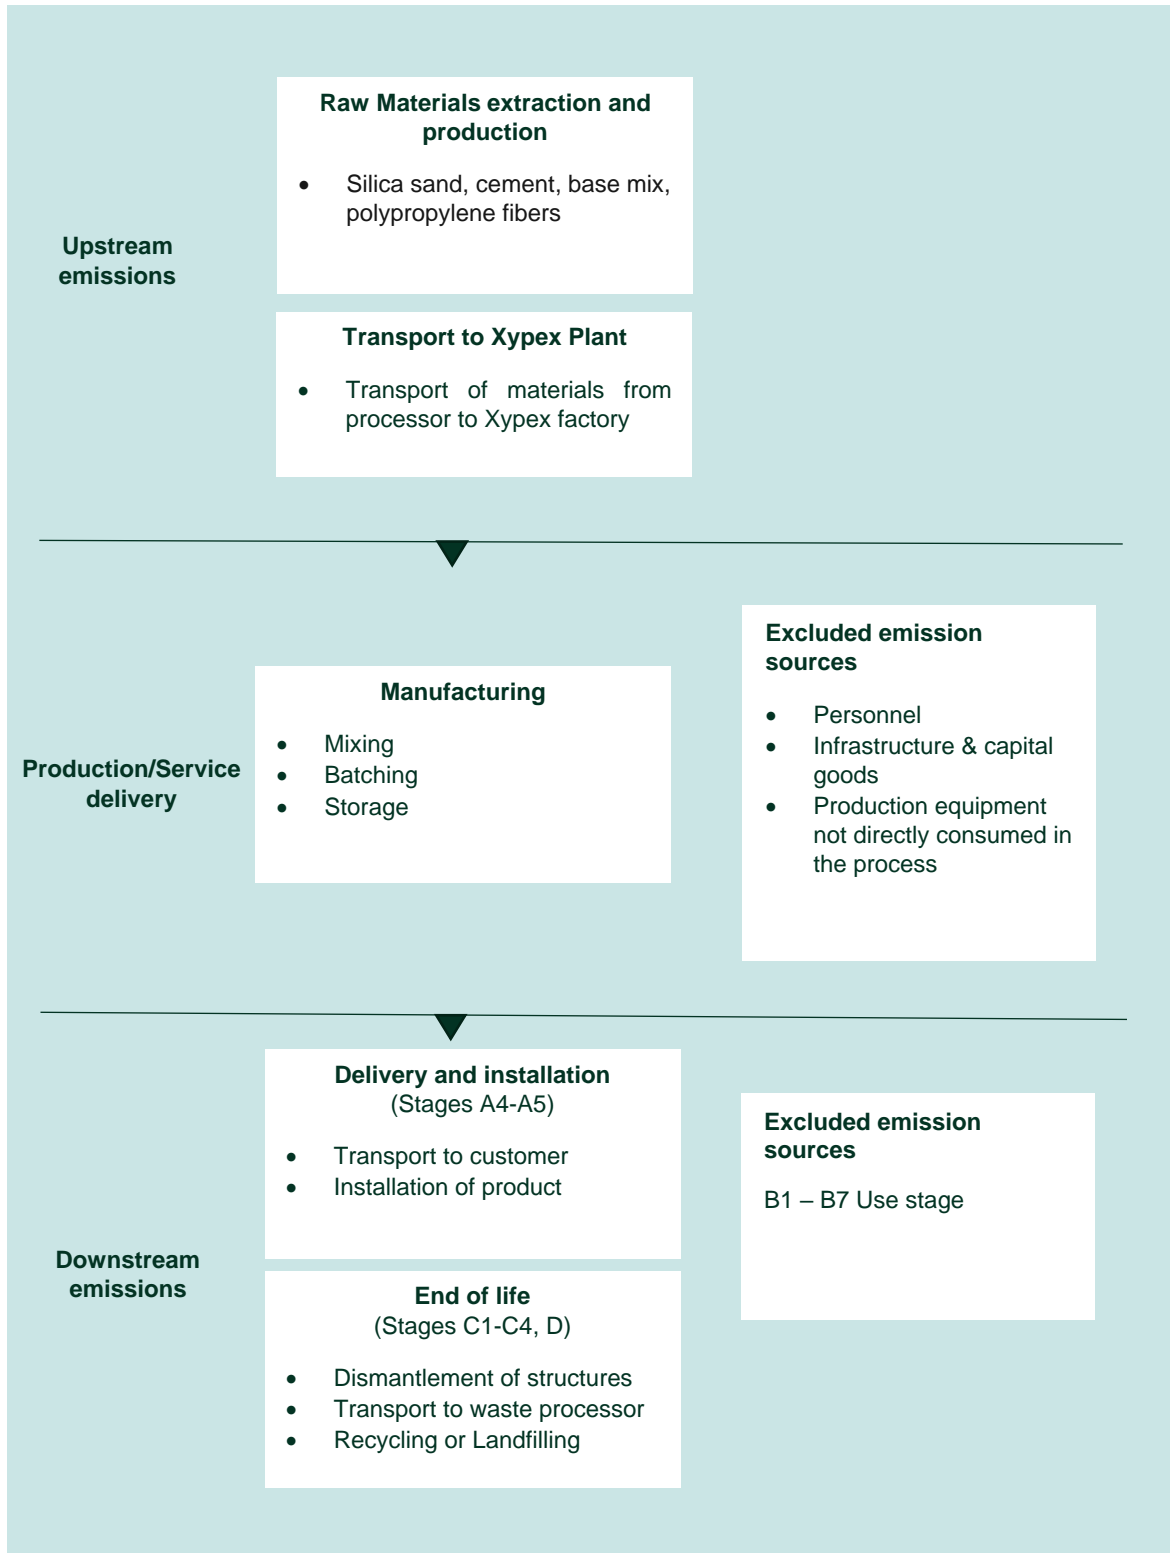 Upstream
emissions
Raw Materials extraction and
production
• Silica sand, cement, base mix,
polypropylene fibers
Transport to Xypex Plant
• Transport of materials from
processor to Xypex factory
Production/Service
delivery
Manufacturing
• Mixing
• Batching
• Storage
Excluded emission
sources
• Personnel
• Infrastructure & capital
goods
• Production equipment
not directly consumed in
the process
Downstream
emissions
Delivery and installation
(Stages A4-A5)
• Transport to customer
• Installation of product
End of life
(Stages C1-C4, D)
• Dismantlement of structures
• Transport to waste processor
• Recycling or Landfilling
Excluded emission
sources
B1 – B7 Use stage